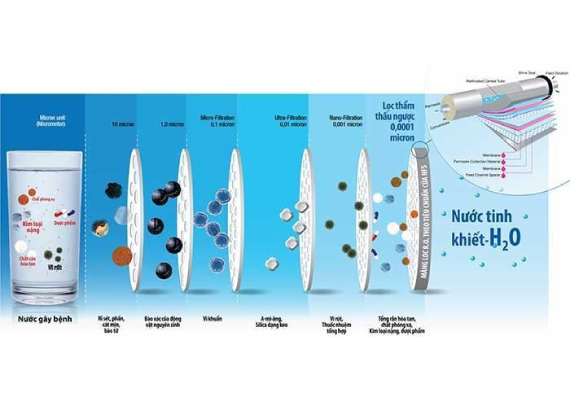 Micron unit
(Micrometer)
10 micron
1,0 micron
Micro-Filtration
0,1 micron
Ultra-Filtration
0,01 micron
Nano-Filtration
0,001 micron
Lọc thẩm
thấu ngược
0,0001
micron
Brine Seal
Feed Solution
Perforated Central Tube
Permeate
Concentrate
Membrane
Permeate Collection Material
Membrane
Feed Channel Spacer
Chất phóng xạ
Kim loại
nặng
Dược phẩm
Chất rắn
hòa tan
Vi rút
MÀNG LỌC R.O, THEO TIÊU CHUẨN CỦA NFS
Nước tinh
khiết-H2O
Nước gây bệnh
Rỉ sét, phấn,
cát mịn,
bào tử
Bào xác của động
vật nguyên sinh
Vi khuẩn
A-mi-ăng,
Silica dạng keo
Vi rút,
Thuốc nhuộm
tổng hợp
Tổng rắn hòa tan,
chất phóng xạ,
Kim loại nặng, dược phẩm